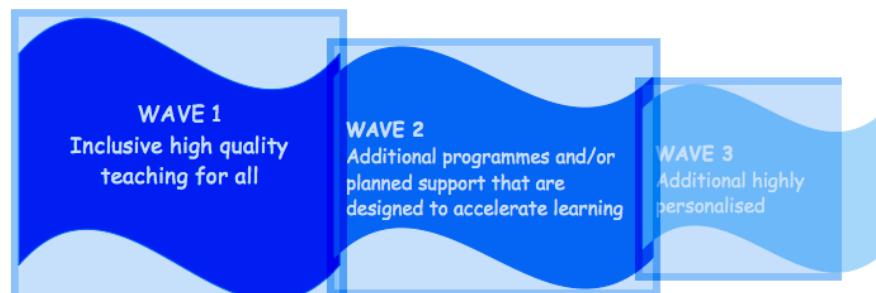 WAVE 1
Inclusive high quality
teaching for all
WAVE 2
Additional programmes and/or
planned support that are
designed to accelerate learning
WAVE 3
Additional highly
personalised